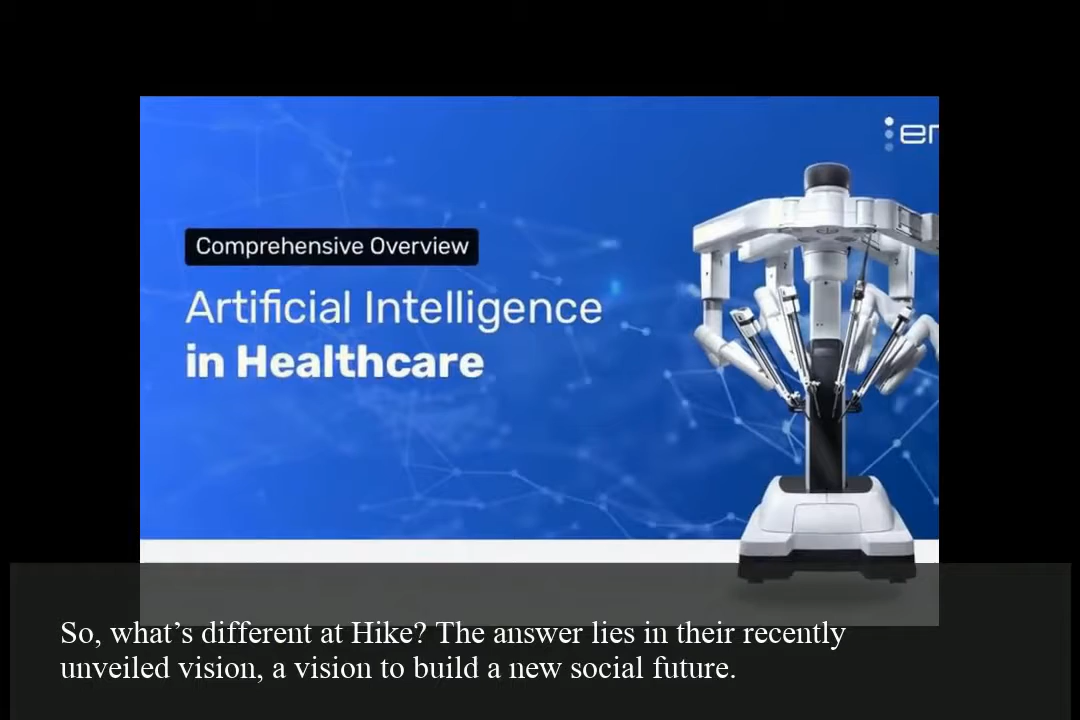 Comprehensive Overview
Artificial Intelligence
in Healthcare
So, what’s different at Hike? The answer lies in their recently
unveiled vision, a vision to build a new social future.